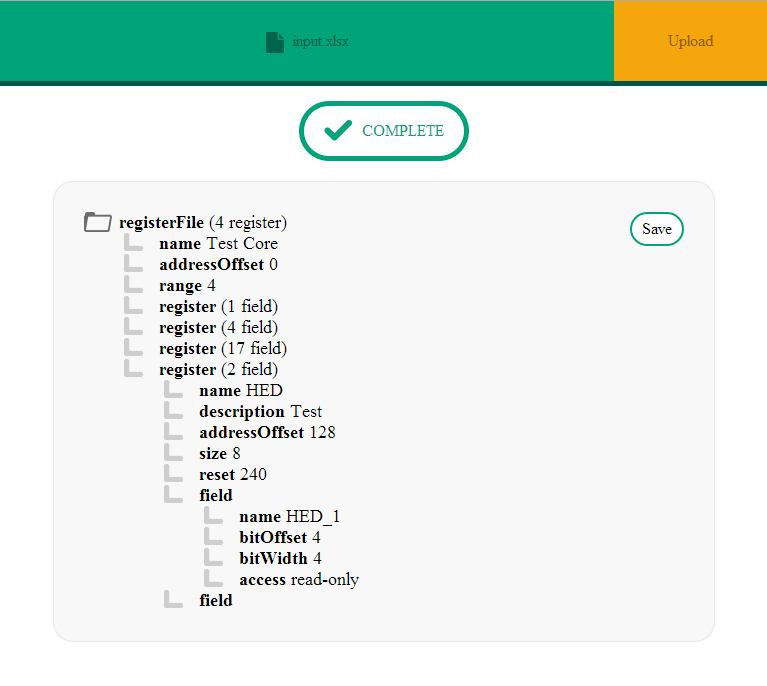 input.xlsx
Upload
COMPLETE
registerFile (4 register)
Save
name Test Core
addressOffset 0
range 4
register (1 field)
register (4 field)
register (17 field)
register (2 field)
name HED
description Test
addressOffset 128
size 8
reset 240
field
name HED_1
bitOffset 4
bitWidth 4
access read-only
field